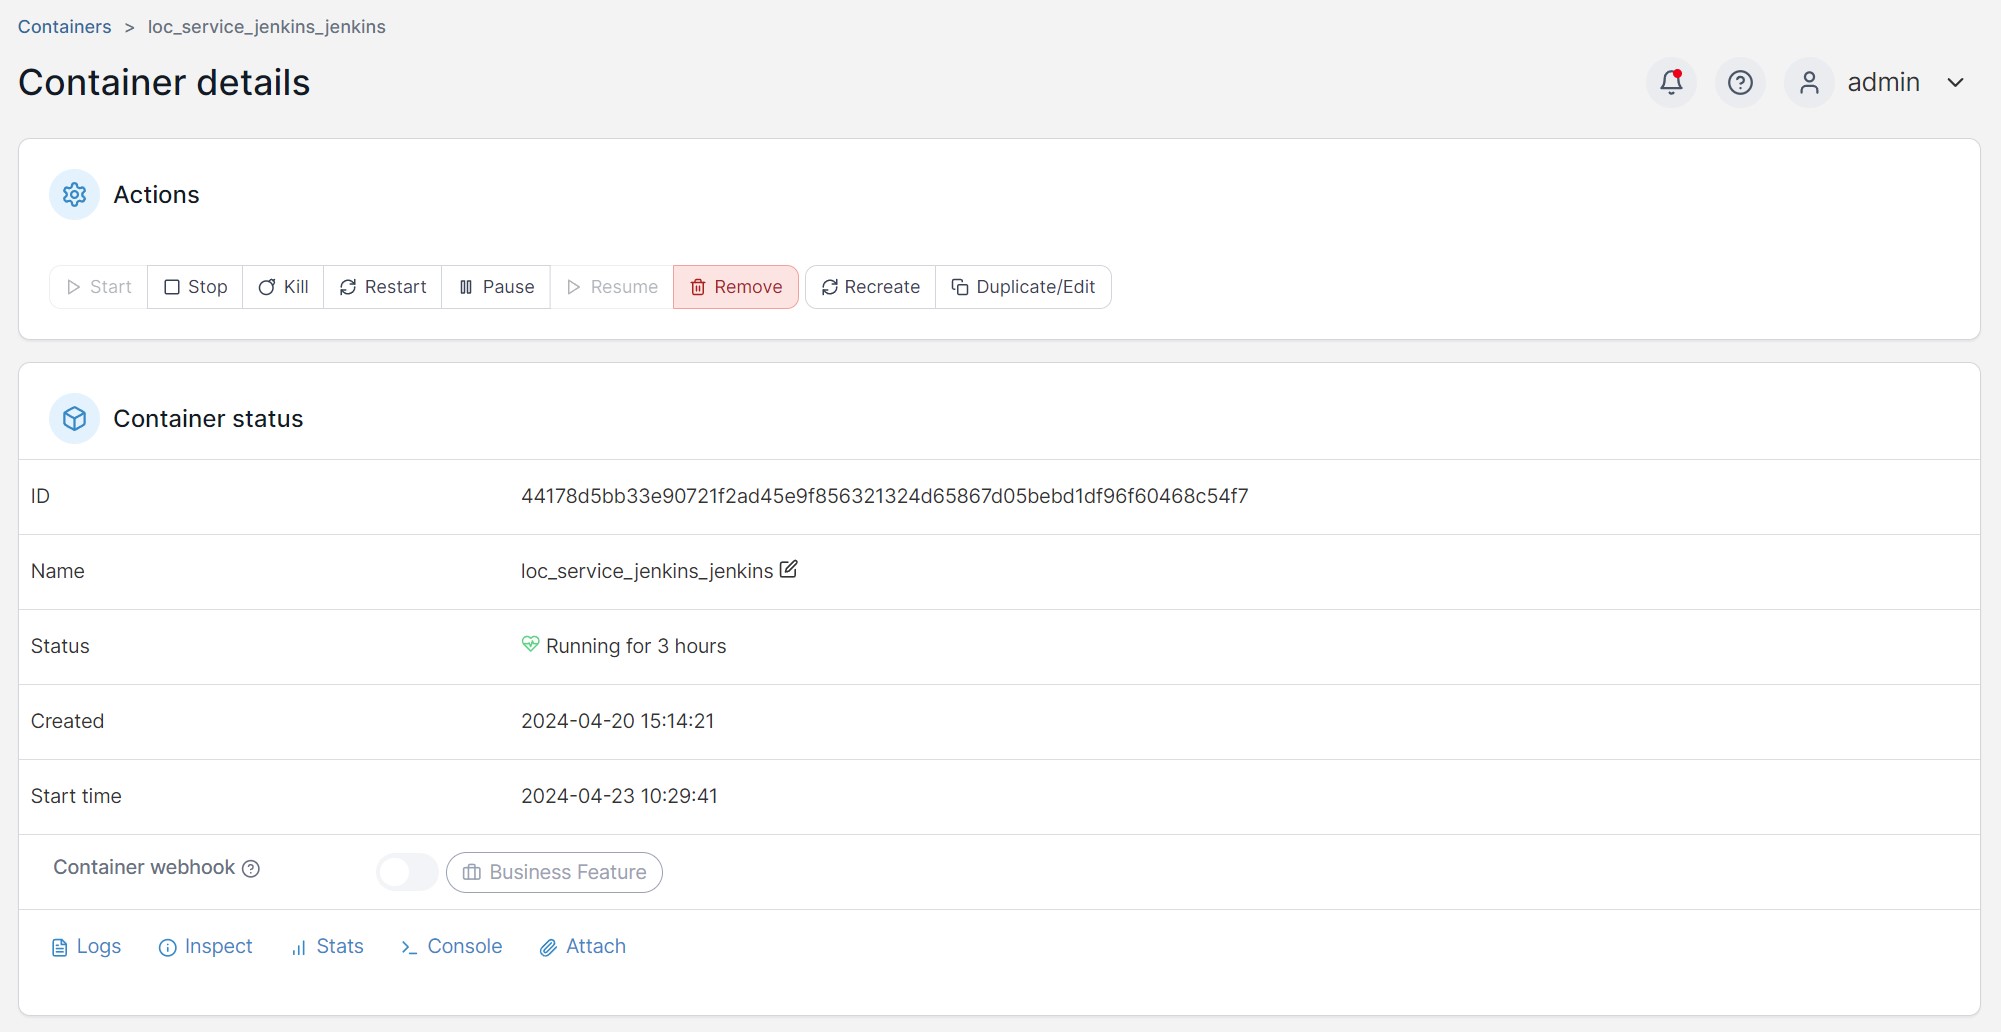 Containers > loc_service_jenkins_jenkins
Container details
admin
Actions
Start Stop Kill Restart Pause Resume Remove Recreate Duplicate/Edit
Container status
ID 44178d5bb33e90721f2ad45e9f856321324d65867d05bebd1df96f60468c54f7
Name loc_service_jenkins_jenkins
Status Running for 3 hours
Created 2024-04-20 15:14:21
Start time 2024-04-23 10:29:41
Container webhook Business Feature
Logs Inspect Stats Console Attach